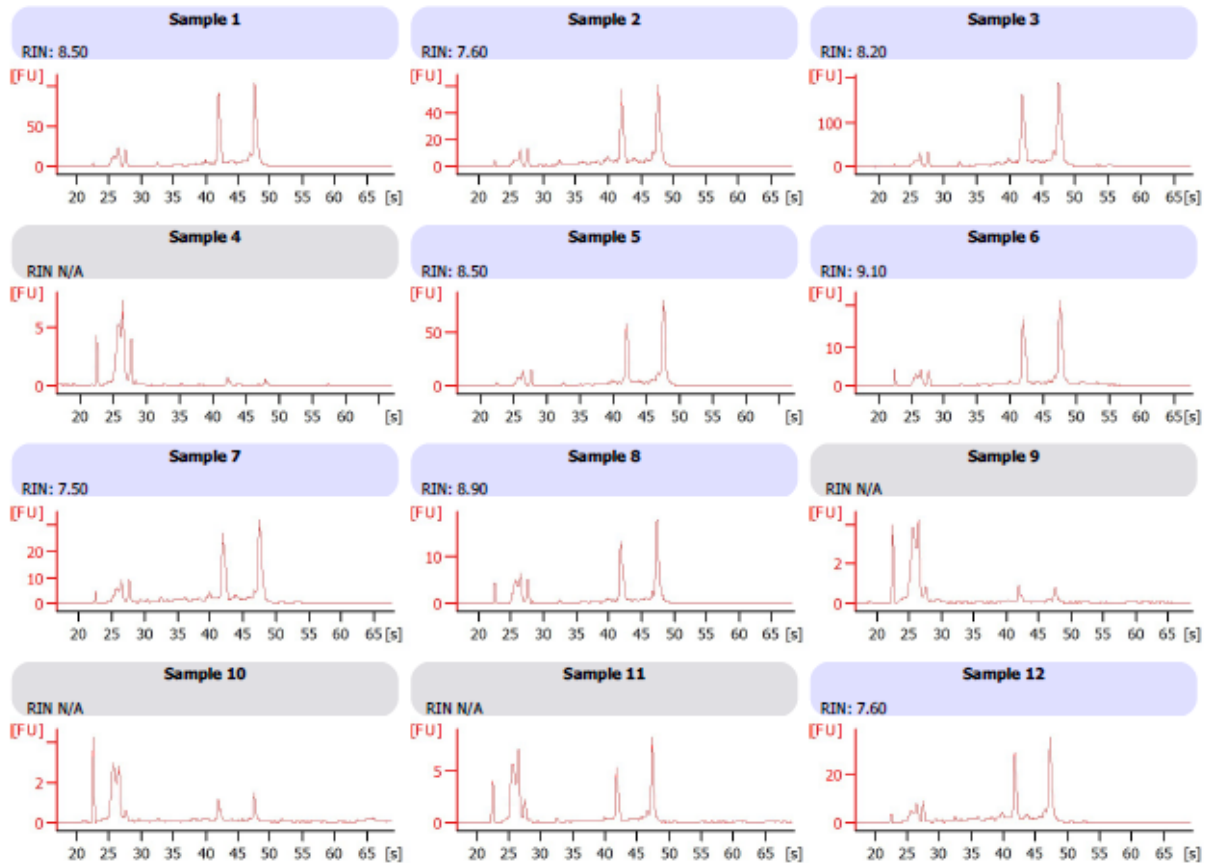 Sample 1
RIN: 8.50
[FU]
50
0
20 25 30 35 40 45 50 55 60 65 [s]
Sample 2
RIN: 7.60
[FU]
40
20
0
20 25 30 35 40 45 50 55 60 65 [s]
Sample 3
RIN: 8.20
[FU]
100
0
20 25 30 35 40 45 50 55 60 65 [s]
Sample 4
RIN N/A
[FU]
5
0
20 25 30 35 40 45 50 55 60 [s]
Sample 5
RIN: 8.50
[FU]
50
0
20 25 30 35 40 45 50 55 60 65 [s]
Sample 6
RIN: 9.10
[FU]
10
0
20 25 30 35 40 45 50 55 60 65 [s]
Sample 7
RIN: 7.50
[FU]
20
10
0
20 25 30 35 40 45 50 55 60 65 [s]
Sample 8
RIN: 8.90
[FU]
10
0
20 25 30 35 40 45 50 55 60 65 [s]
Sample 9
RIN N/A
[FU]
2
0
20 25 30 35 40 45 50 55 60 65 [s]
Sample 10
RIN N/A
[FU]
2
0
20 25 30 35 40 45 50 55 60 65 [s]
Sample 11
RIN N/A
[FU]
5
0
20 25 30 35 40 45 50 55 60 65 [s]
Sample 12
RIN: 7.60
[FU]
20
0
20 25 30 35 40 45 50 55 60 65 [s]